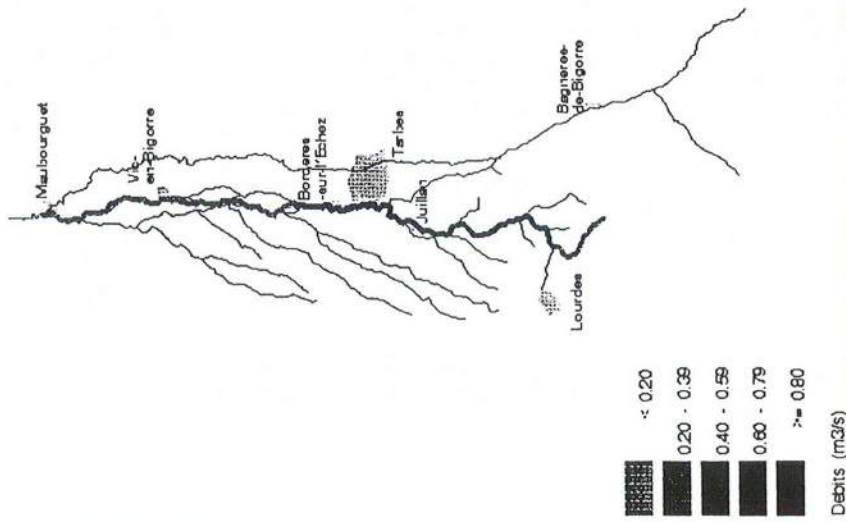 Maubourguet
Vic-
en-Bigorre
Borderes
-sur-l'Echez
Tarbes
Juillan
Bagneres-
de-Bigorre
Lourdes
< 0.20
0.20 - 0.39
0.40 - 0.59
0.60 - 0.79
>= 0.80
Debits (m3/s)